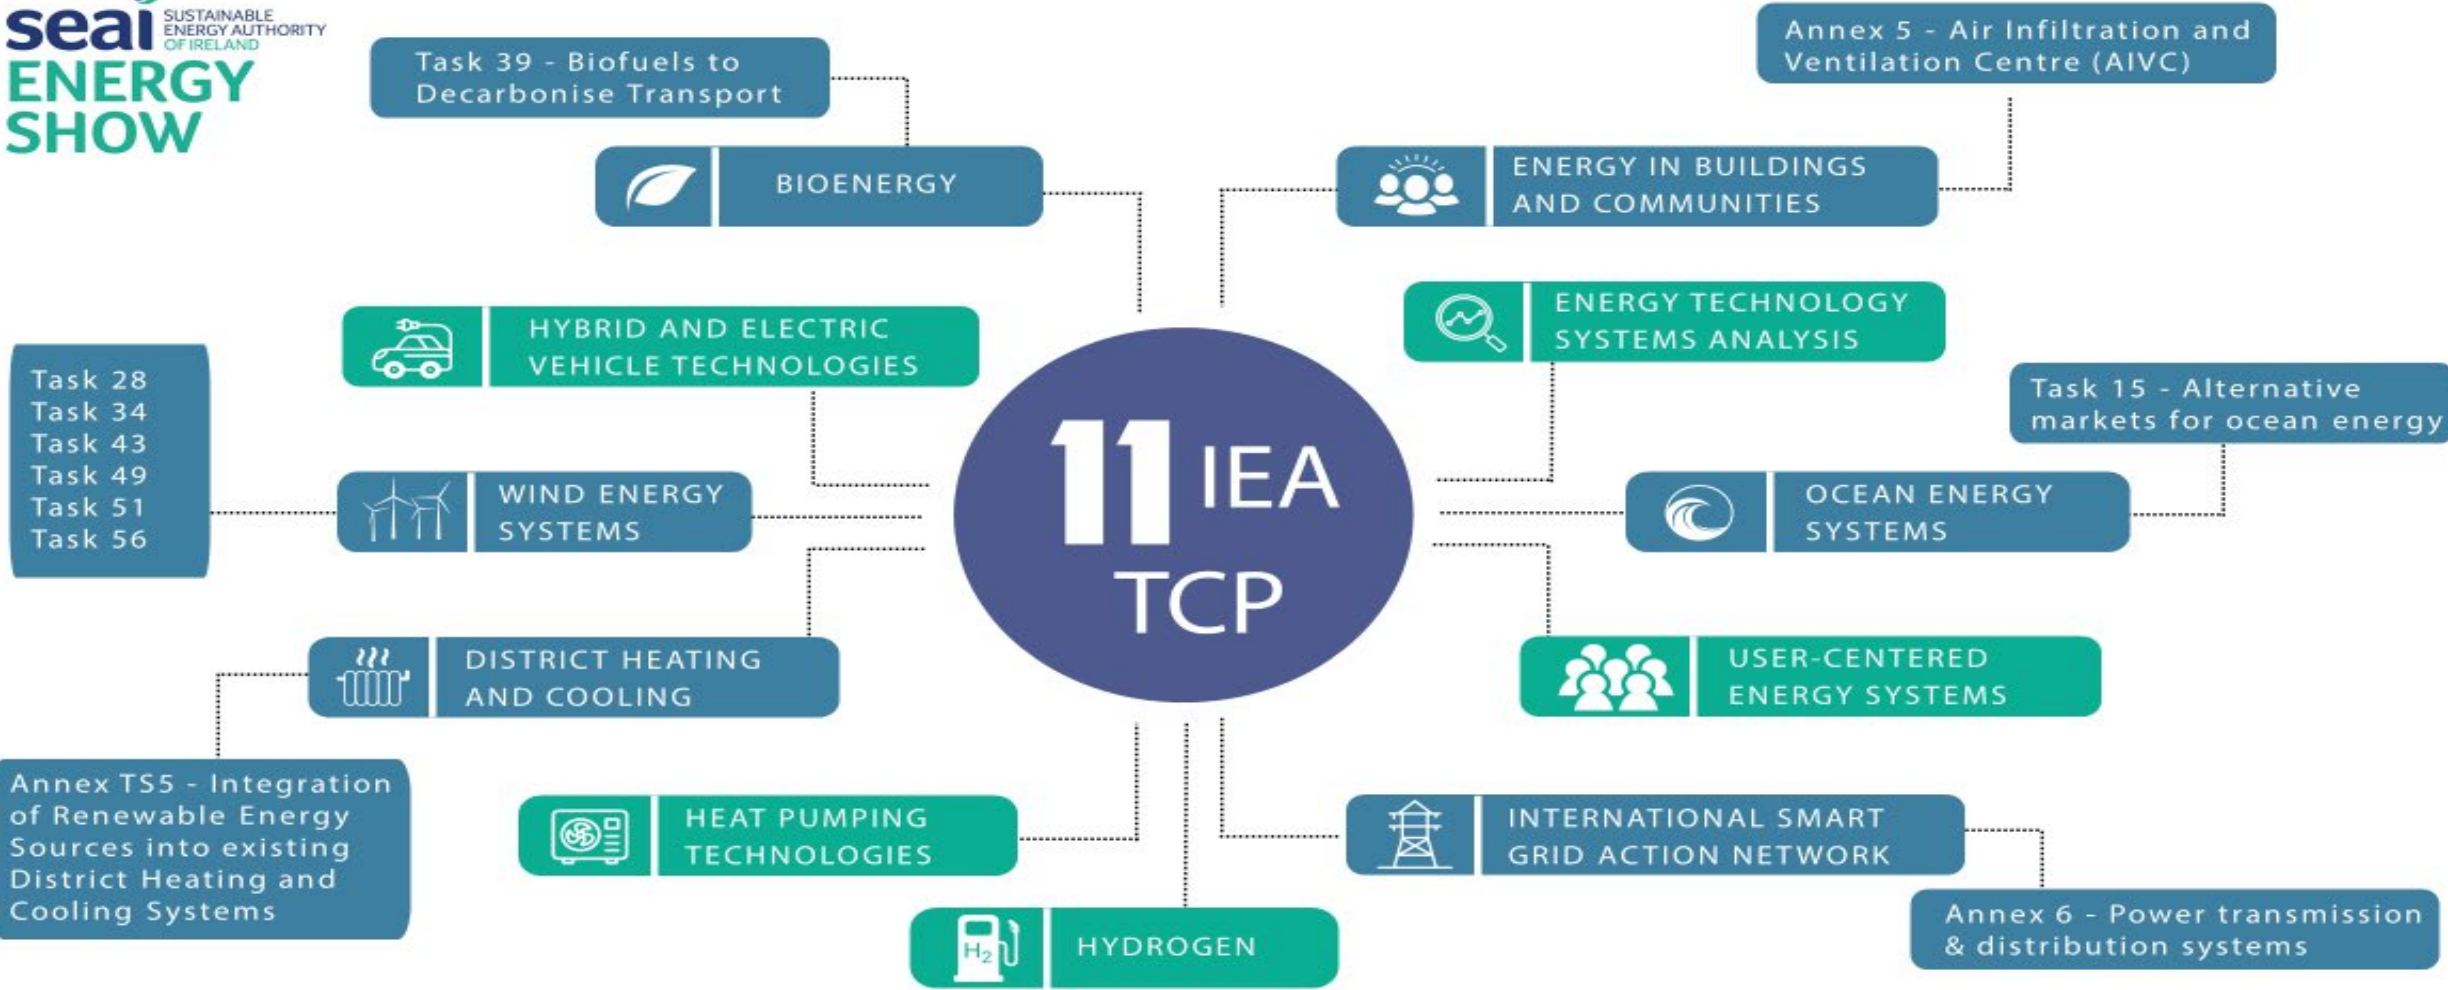 seai
SUSTAINABLE
ENERGY AUTHORITY
OF IRELAND
ENERGY
SHOW
Task 39 - Biofuels to
Decarbonise Transport
BIOENERGY
Annex 5 - Air Infiltration and
Ventilation Centre (AIVC)
ENERGY IN BUILDINGS
AND COMMUNITIES
HYBRID AND ELECTRIC
VEHICLE TECHNOLOGIES
ENERGY TECHNOLOGY
SYSTEMS ANALYSIS
Task 28
Task 34
Task 43
Task 49
Task 51
Task 56
WIND ENERGY
SYSTEMS
11 IEA
TCP
Task 15 - Alternative
markets for ocean energy
OCEAN ENERGY
SYSTEMS
DISTRICT HEATING
AND COOLING
USER-CENTERED
ENERGY SYSTEMS
Annex TS5 - Integration
of Renewable Energy
Sources into existing
District Heating and
Cooling Systems
HEAT PUMPING
TECHNOLOGIES
INTERNATIONAL SMART
GRID ACTION NETWORK
H2
HYDROGEN
Annex 6 - Power transmission
& distribution systems